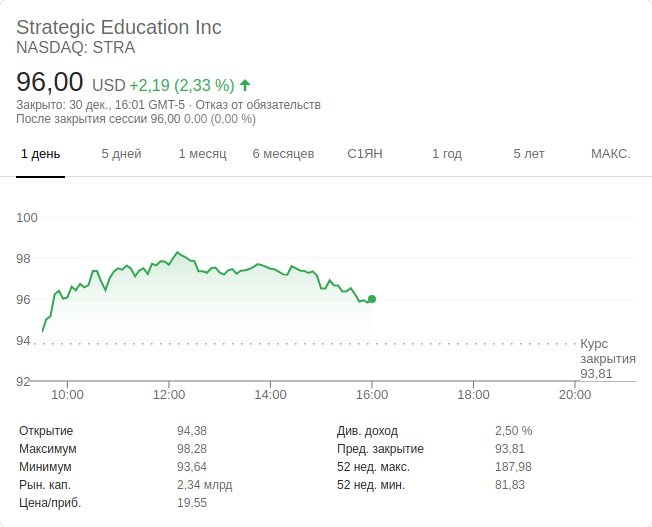 Strategic Education Inc
NASDAQ: STRA
96,00 USD +2,19 (2,33 %)
Закрыто: 30 дек., 16:01 GMT-5 · Отказ от обязательств
После закрытия сессии 96,00 0,00 (0,00 %)
1 день 5 дней 1 месяц 6 месяцев С1ЯН 1 год 5 лет МАКС.
100
98
96
94
Курс
закрытия
93,81
92
10:00 12:00 14:00 16:00 18:00 20:00
Открытие 94,38 Див. доход 2,50 %
Максимум 98,28 Пред. закрытие 93,81
Минимум 93,64 52 нед. макс. 187,98
Рын. кап. 2,34 млрд 52 нед. мин. 81,83
Цена/приб. 19,55